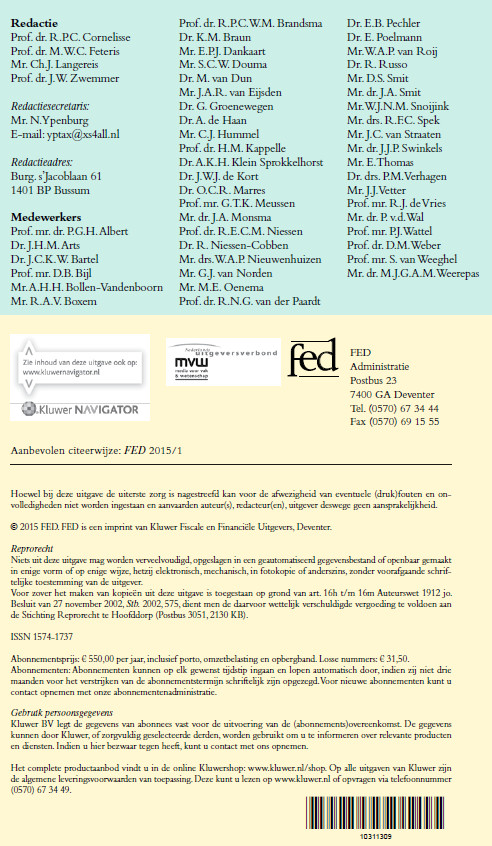 Redactie
Prof. dr. R.P.C. Cornelisse
Prof. dr. M.W.C. Feteris
Mr. Ch.J. Langereis
Prof. dr. J.W. Zwemmer
Redactiesecretaris:
Mr. N.Ypenburg
E-mail: yptax@xs4all.nl
Redactieadres:
Burg. s'Jacoblaan 61
1401 BP Bussum
Medewerkers
Prof. mr. dr. P.G.H. Albert
Dr. J.H.M. Arts
Dr. J.C.K.W. Bartel
Prof. mr. D.B. Bijl
Mr. A.H.H. Bollen-Vandenboorn
Mr. R.A.V. Boxem
Prof. dr. R.P.C.W.M. Brandsma
Dr. K.M. Braun
Mr. E.P.J. Dankaart
Mr. S.C.W. Douma
Dr. M. van Dun
Mr. J.A.R. van Eijsden
Dr. G. Groenewegen
Dr. A. de Haan
Mr. C.J. Hummel
Prof. dr. H.M. Kappelle
Dr. A.K.H. Klein Sprokkelhorst
Dr. J.W.J. de Kort
Dr. O.C.R. Marres
Prof. mr. G.T.K. Meussen
Mr. dr. J.A. Monsma
Prof. dr. R.E.C.M. Niessen
Dr. R. Niessen-Cobben
Mr. drs. W.A.P. Nieuwenhuizen
Mr. G.J. van Norden
Mr. M.E. Oenema
Prof. dr. R.N.G. van der Paardt
Dr. E.B. Pechler
Dr. E. Poelmann
Mr. W.A.P. van Roij
Dr. R. Russo
Mr. D.S. Smit
Mr. dr. J.A. Smit
Mr. W.J.N.M. Snoijink
Mr. drs. R.F.C. Spek
Mr. J.C. van Straaten
Mr. dr. J.J.P. Swinkels
Mr. E. Thomas
Dr. drs. P.M. Verhagen
Mr. J.J. Vetter
Prof. mr. R.J. de Vries
Mr. dr. P. v.d. Wal
Prof. mr. P.J. Wattel
Prof. dr. D.M. Weber
Prof. mr. S. van Weeghel
Mr. dr. M.J.G.A.M. Weerepas
Zie inhoud van deze uitgave ook op:
www.kluwernavigator.nl
Kluwer NAVIGATOR
Nederlands
uitgeversverbond
mvw
media voor vak
& wetenschap
fed
FED
Administratie
Postbus 23
7400 GA Deventer
Tel. (0570) 67 34 44
Fax (0570) 69 15 55
Aanbevolen citeerwijze: FED 2015/1
Hoewel bij deze uitgave de uiterste zorg is nagestreefd kan voor de afwezigheid van eventuele (druk)fouten en on-
volledigheden niet worden ingestaan en aanvaarden auteur(s), redacteur(en), uitgever deswege geen aansprakelijkheid.
© 2015 FED. FED is een imprint van Kluwer Fiscale en Financiële Uitgevers, Deventer.
Reprorecht
Niets uit deze uitgave mag worden verveelvoudigd, opgeslagen in een geautomatiseerd gegevensbestand of openbaar gemaakt
in enige vorm of op enige wijze, hetzij elektronisch, mechanisch, in fotokopie of anderszins, zonder voorafgaande schrif-
telijke toestemming van de uitgever.
Voor zover het maken van kopieën uit deze uitgave is toegestaan op grond van art. 16h t/m 16m Auteurswet 1912 jo.
Besluit van 27 november 2002, Stb. 2002, 575, dient men de daarvoor wettelijk verschuldigde vergoeding te voldoen aan
de Stichting Reprorecht te Hoofddorp (Postbus 3051, 2130 KB).
ISSN 1574-1737
Abonnementsprijs: € 550,00 per jaar, inclusief porto, omzetbelasting en opbergband. Losse nummers: € 31,50.
Abonnementen: Abonnementen kunnen op elk gewenst tijdstip ingaan en lopen automatisch door, indien zij niet drie
maanden voor het verstrijken van de abonnementstermijn schriftelijk zijn opgezegd. Voor nieuwe abonnementen kunt u
contact opnemen met onze abonnementenadministratie.
Gebruik persoonsgegevens
Kluwer BV legt de gegevens van abonnees vast voor de uitvoering van de (abonnements)overeenkomst. De gegevens
kunnen door Kluwer, of zorgvuldig geselecteerde derden, worden gebruikt om u te informeren over relevante producten
en diensten. Indien u hier bezwaar tegen heeft, kunt u contact met ons opnemen.
Het complete productaanbod vindt u in de online Kluwershop: www.kluwer.nl/shop. Op alle uitgaven van Kluwer zijn
de algemene leveringsvoorwaarden van toepassing. Deze kunt u lezen op www.kluwer.nl of opvragen via telefoonnummer
(0570) 67 34 49.
10311309